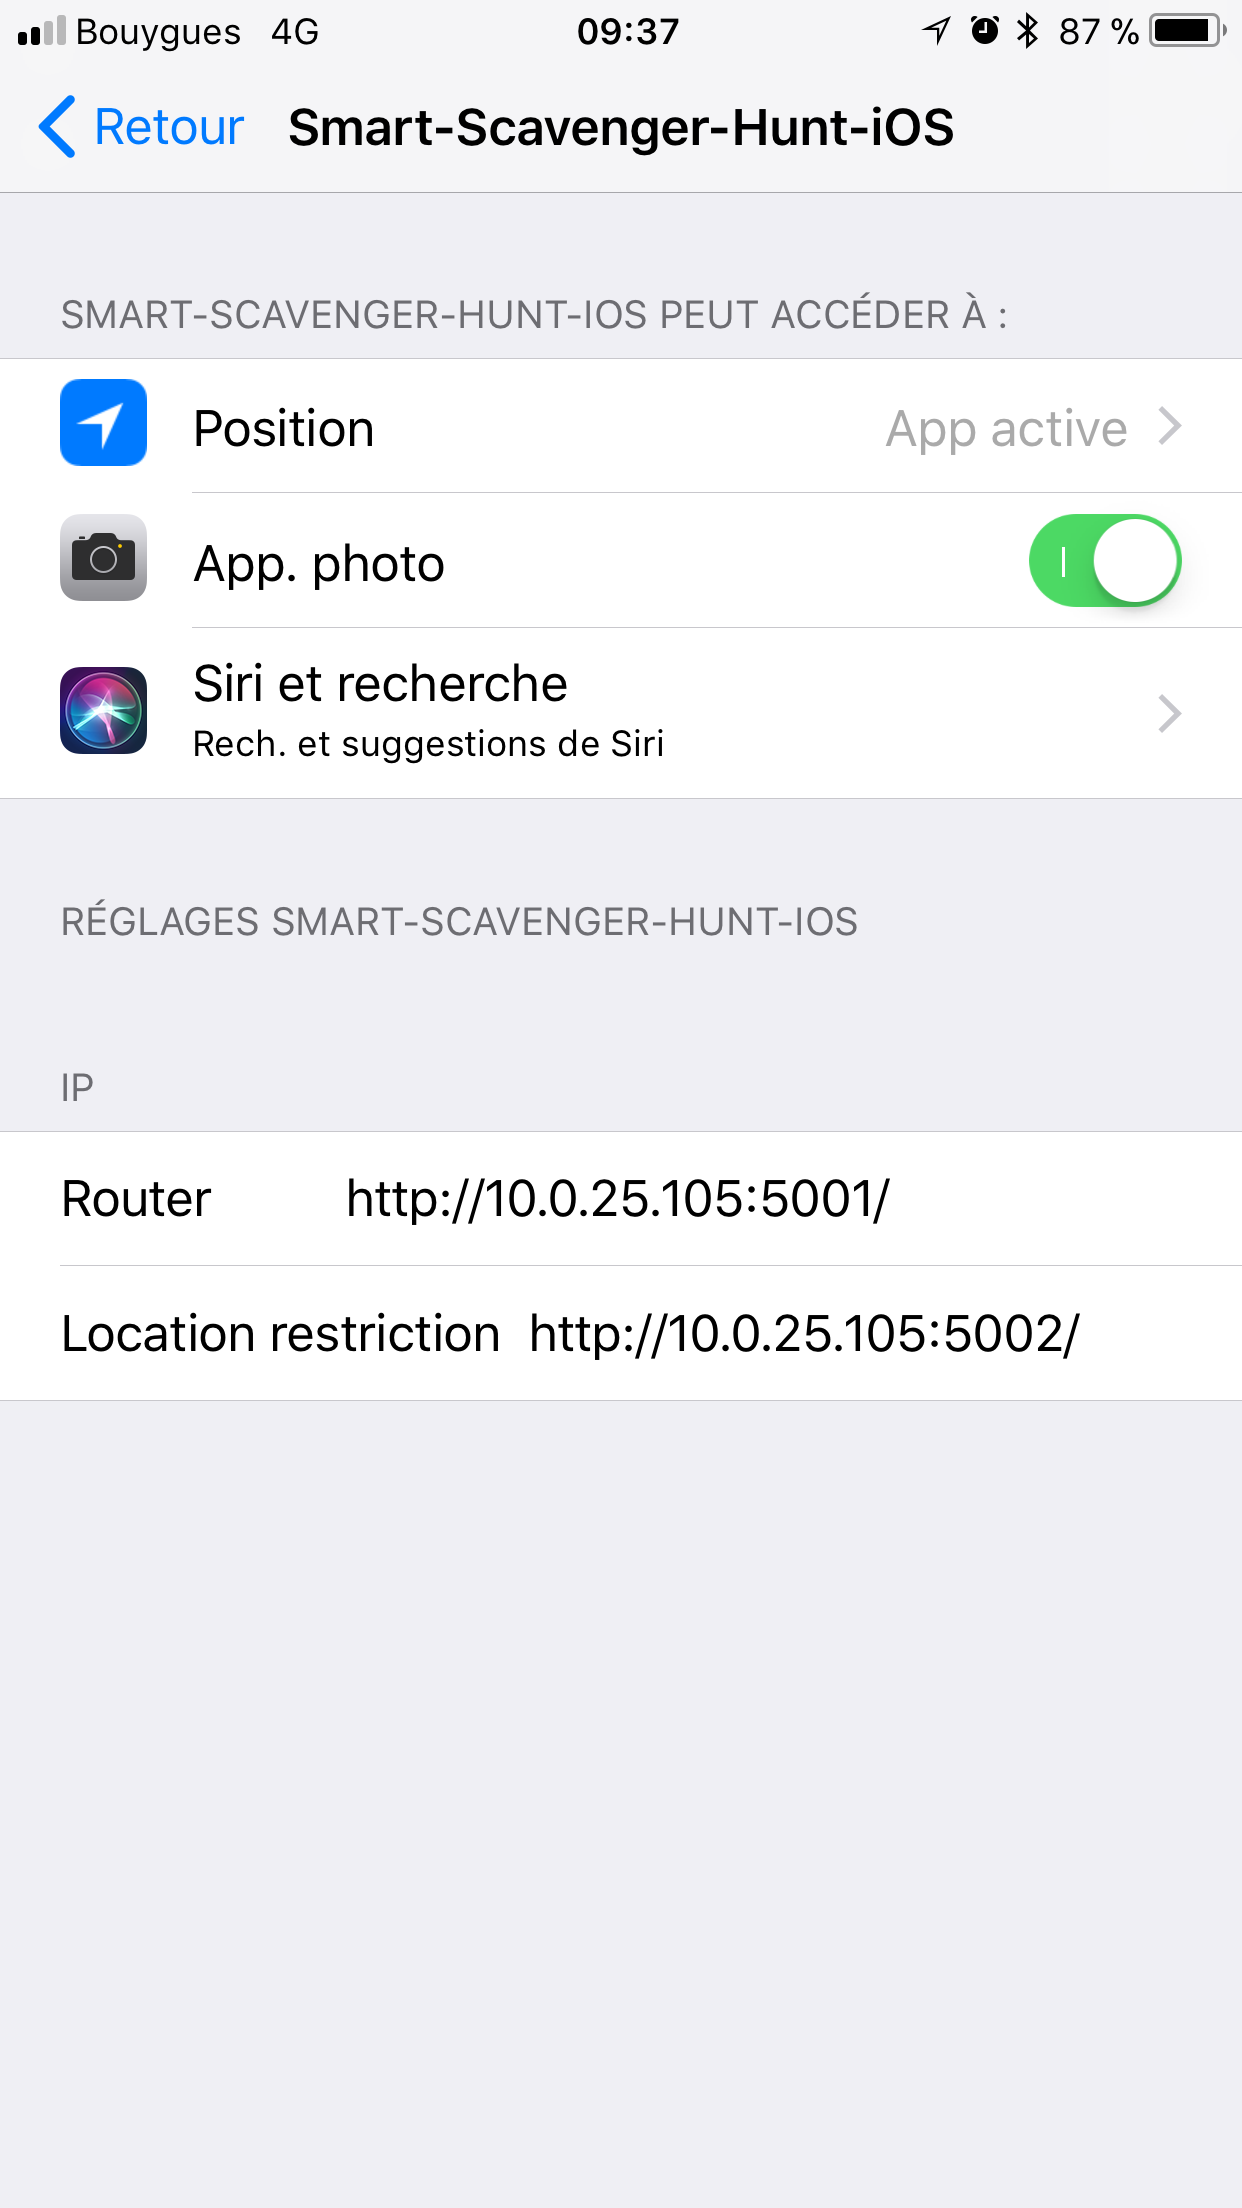 Bouygues 4G 09:37 87 %
Retour Smart-Scavenger-Hunt-iOS
SMART-SCAVENGER-HUNT-IOS PEUT ACCÉDER À :
Position App active
App. photo
Siri et recherche
Rech. et suggestions de Siri
RÉGLAGES SMART-SCAVENGER-HUNT-IOS
IP
Router http://10.0.25.105:5001/
Location restriction http://10.0.25.105:5002/